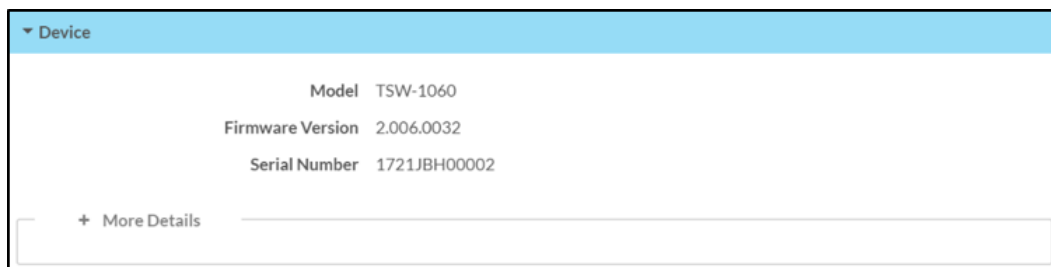 Device
Model TSW-1060
Firmware Version 2.006.0032
Serial Number 1721JBH00002
+ More Details